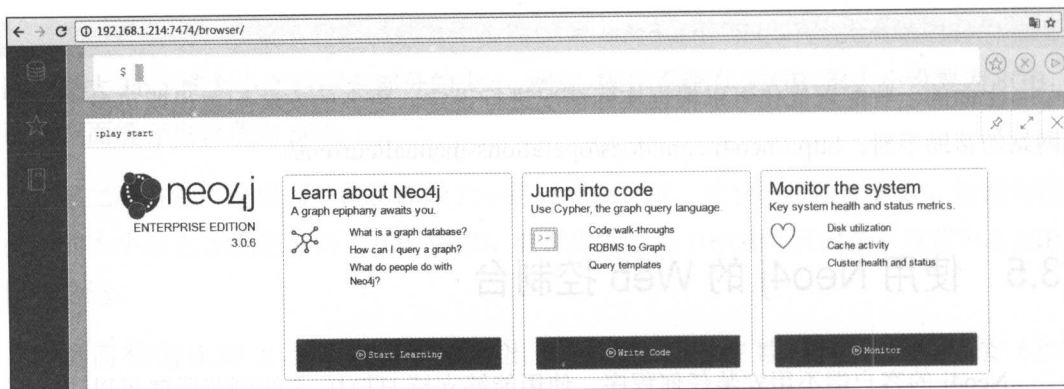 192.168.1.214:7474/browser/
$
:play start
neo4j
ENTERPRISE EDITION
3.0.6
Learn about Neo4j
A graph epiphany awaits you.
What is a graph database?
How can I query a graph?
What do people do with
Neo4j?
Start Learning
Jump into code
Use Cypher, the graph query language.
Code walk-throughs
RDBMS to Graph
Query templates
Write Code
Monitor the system
Key system health and status metrics.
Disk utilization
Cache activity
Cluster health and status
Monitor
3.5 使用 Neo4j 的 Web 控制台